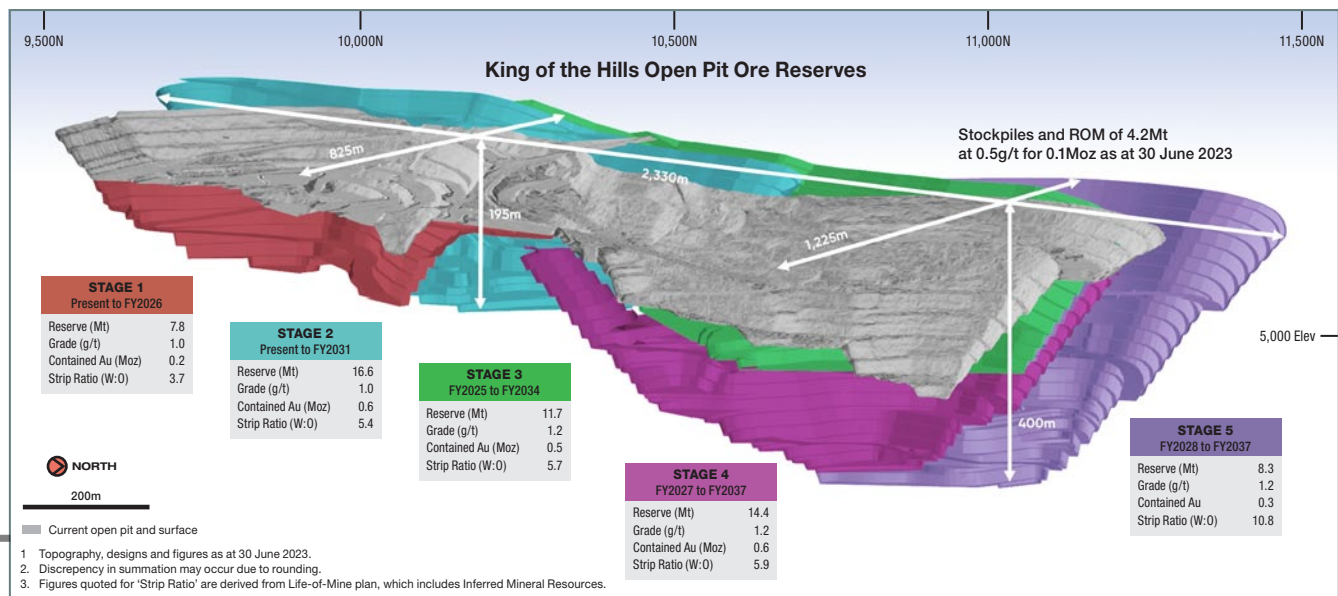 9,500N
10,000N
10,500N
11,000N
11,500N
King of the Hills Open Pit Ore Reserves
Stockpiles and ROM of 4.2Mt
at 0.5g/t for 0.1Moz as at 30 June 2023
825m
2,330m
195m
1,225m
400m
5,000 Elev
STAGE 1
Present to FY2026
Reserve (Mt) 7.8
Grade (g/t) 1.0
Contained Au (Moz) 0.2
Strip Ratio (W:O) 3.7
STAGE 2
Present to FY2031
Reserve (Mt) 16.6
Grade (g/t) 1.0
Contained Au (Moz) 0.6
Strip Ratio (W:O) 5.4
STAGE 3
FY2025 to FY2034
Reserve (Mt) 11.7
Grade (g/t) 1.2
Contained Au (Moz) 0.5
Strip Ratio (W:O) 5.7
STAGE 4
FY2027 to FY2037
Reserve (Mt) 14.4
Grade (g/t) 1.2
Contained Au (Moz) 0.6
Strip Ratio (W:O) 5.9
STAGE 5
FY2028 to FY2037
Reserve (Mt) 8.3
Grade (g/t) 1.2
Contained Au 0.3
Strip Ratio (W:O) 10.8
NORTH
200m
Current open pit and surface
1 Topography, designs and figures as at 30 June 2023.
2. Discrepency in summation may occur due to rounding.
3. Figures quoted for 'Strip Ratio' are derived from Life-of-Mine plan, which includes Inferred Mineral Resources.